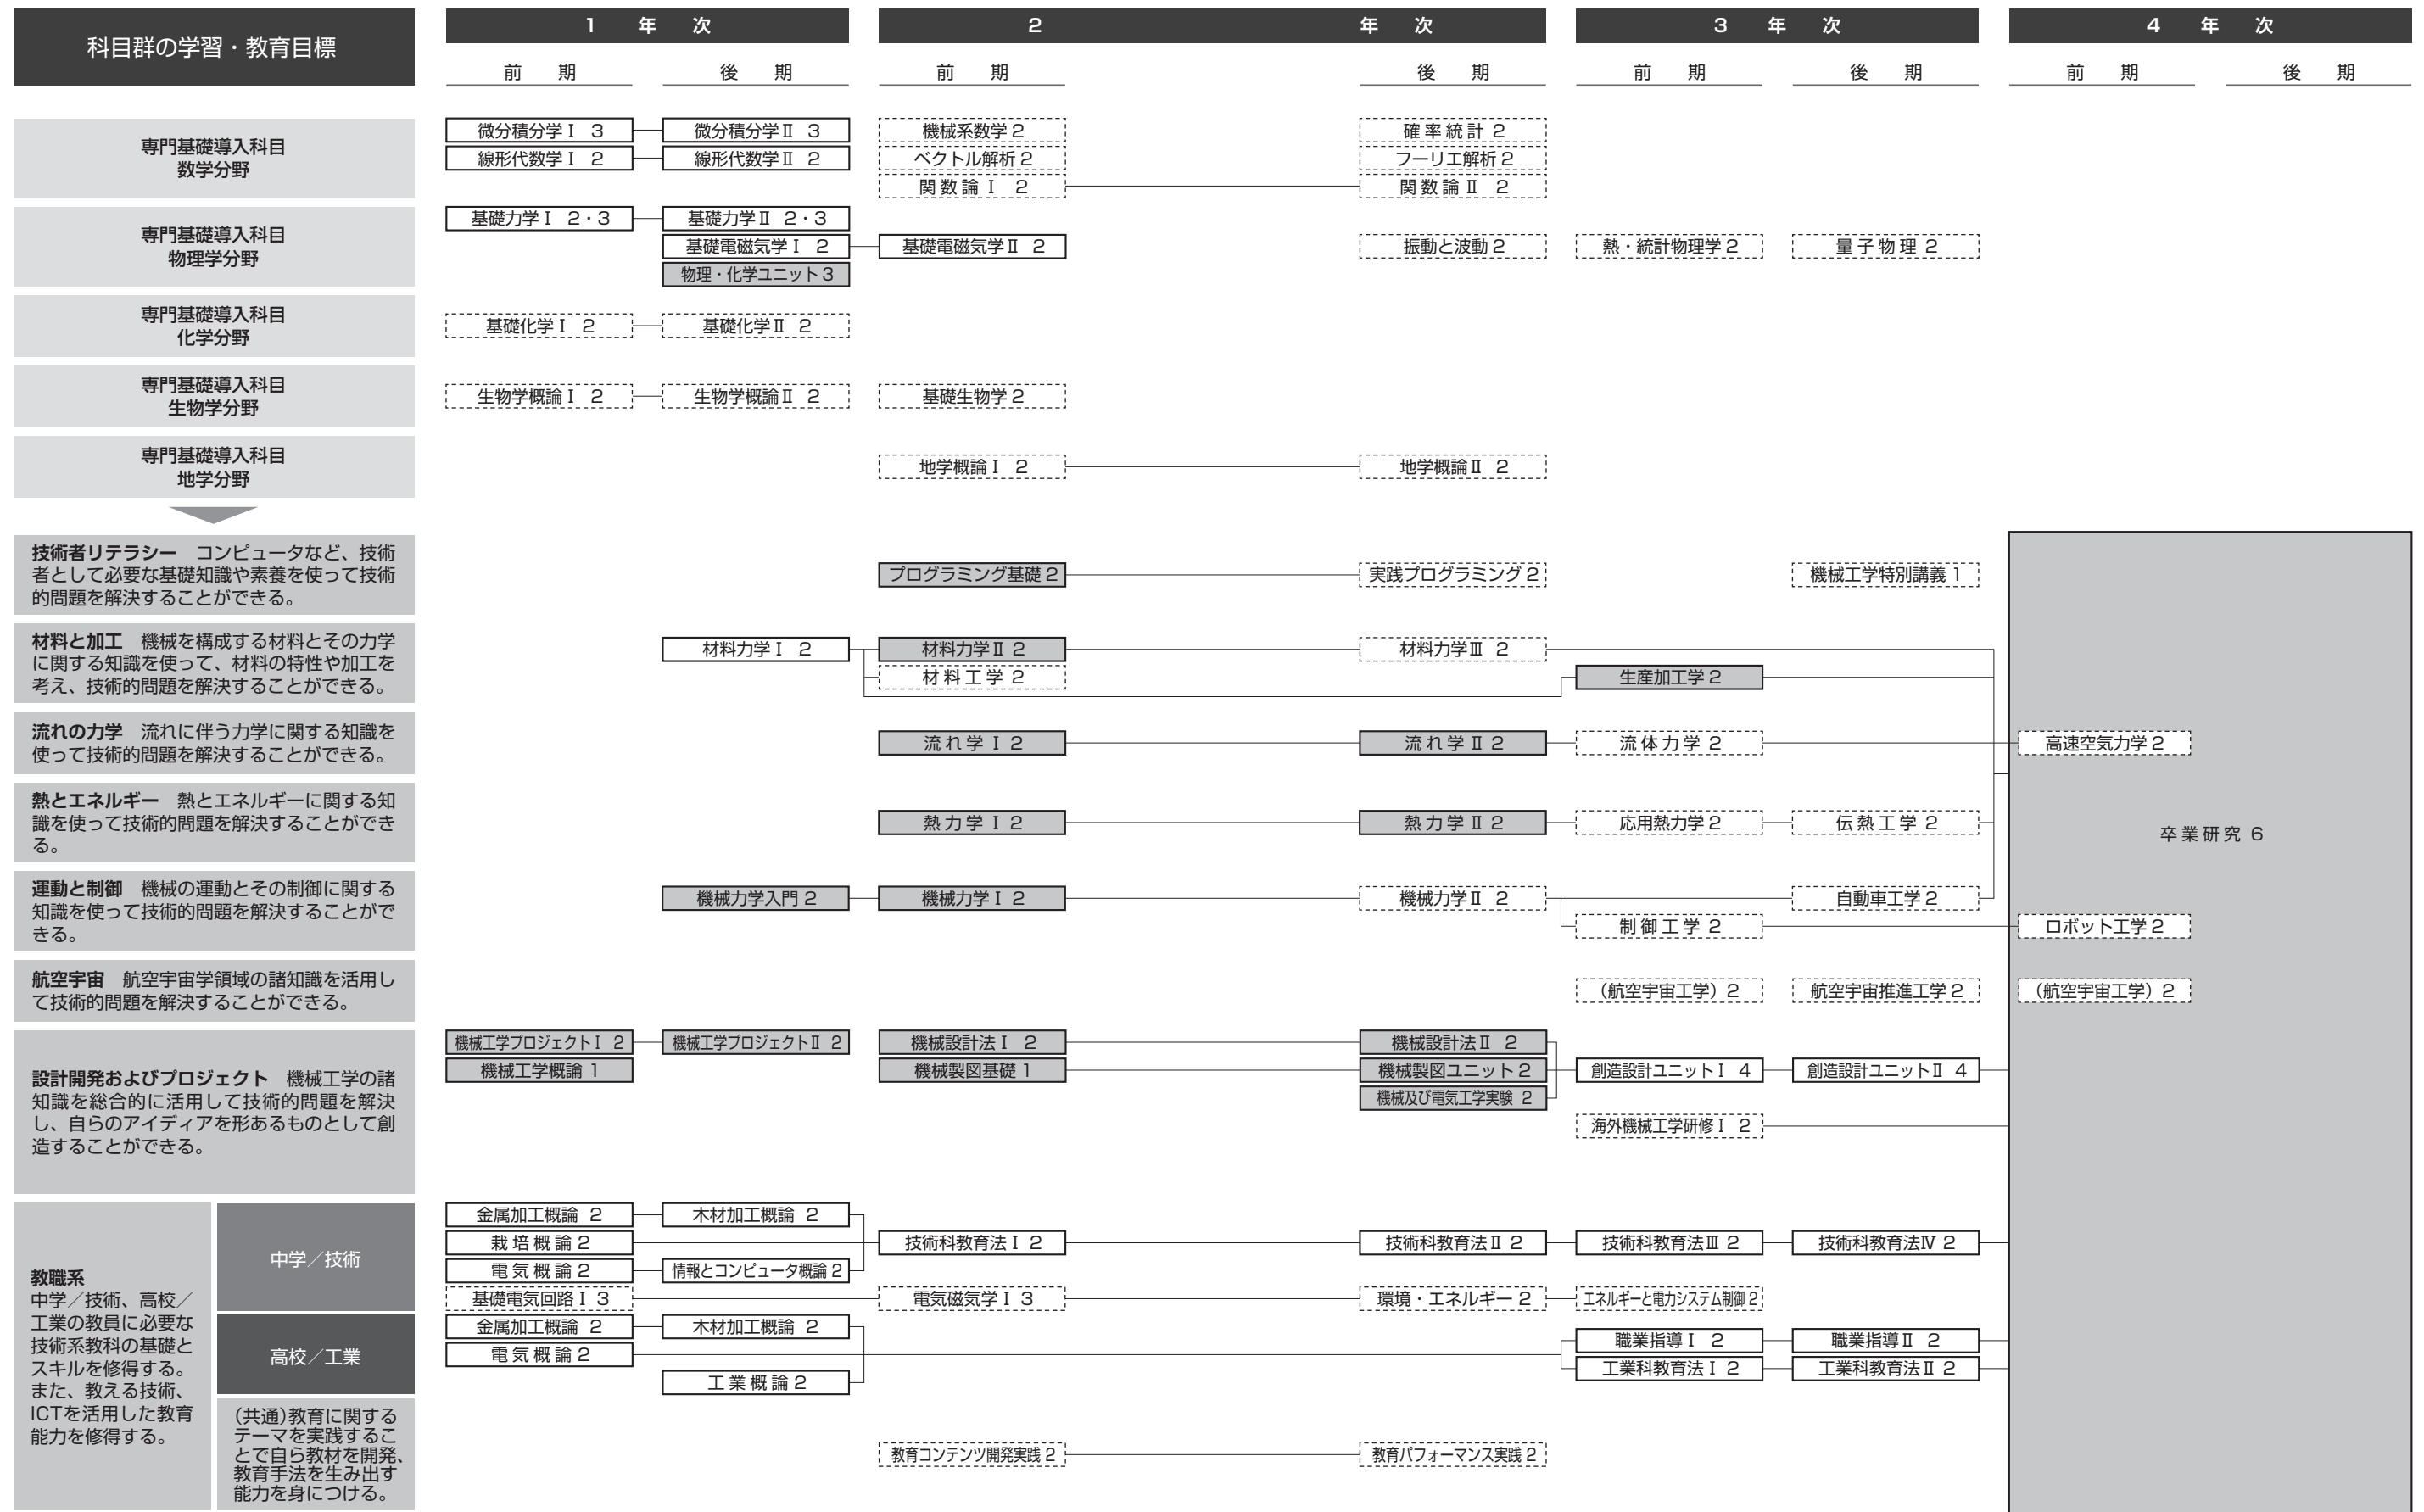 科目群の学習・教育目標
1 年 次
2 年 次
3 年 次
4 年 次
前 期
後 期
前 期
後 期
前 期
後 期
前 期
後 期
専門基礎導入科目
数学分野
微分積分学Ⅰ 3
微分積分学Ⅱ 3
機械系数学 2
確率統計 2
線形代数学Ⅰ 2
線形代数学Ⅱ 2
ベクトル解析 2
フーリエ解析 2
関数論Ⅰ 2
関数論Ⅱ 2
専門基礎導入科目
物理学分野
基礎力学Ⅰ 2・3
基礎力学Ⅱ 2・3
基礎電磁気学Ⅰ 2
基礎電磁気学Ⅱ 2
振動と波動 2
熱・統計物理学 2
量子物理 2
物理・化学ユニット 3
専門基礎導入科目
化学分野
基礎化学Ⅰ 2
基礎化学Ⅱ 2
専門基礎導入科目
生物学分野
生物学概論Ⅰ 2
生物学概論Ⅱ 2
基礎生物学 2
専門基礎導入科目
地学分野
地学概論Ⅰ 2
地学概論Ⅱ 2
技術者リテラシー コンピュータなど、技術
者として必要な基礎知識や素養を使って技術
的問題を解決することができる。
プログラミング基礎 2
実践プログラミング 2
機械工学特別講義 1
材料と加工 機械を構成する材料とその力学
に関する知識を使って、材料の特性や加工を
考え、技術的問題を解決することができる。
材料力学Ⅰ 2
材料力学Ⅱ 2
材料力学Ⅲ 2
材料工学 2
生産加工学 2
流れの力学 流れに伴う力学に関する知識を
使って技術的問題を解決することができる。
流れ学Ⅰ 2
流れ学Ⅱ 2
流体力学 2
高速空気力学 2
熱とエネルギー 熱とエネルギーに関する知
識を使って技術的問題を解決することができ
る。
熱力学Ⅰ 2
熱力学Ⅱ 2
応用熱力学 2
伝熱工学 2
卒業研究 6
運動と制御 機械の運動とその制御に関する
知識を使って技術的問題を解決することがで
きる。
機械力学入門 2
機械力学Ⅰ 2
機械力学Ⅱ 2
自動車工学 2
制御工学 2
ロボット工学 2
航空宇宙 航空宇宙学領域の諸知識を活用し
て技術的問題を解決することができる。
(航空宇宙工学) 2
航空宇宙推進工学 2
(航空宇宙工学) 2
設計開発およびプロジェクト 機械工学の諸
知識を総合的に活用して技術的問題を解決
し、自らのアイディアを形あるものとして創
造することができる。
機械工学プロジェクトⅠ 2
機械工学プロジェクトⅡ 2
機械設計法Ⅰ 2
機械設計法Ⅱ 2
機械工学概論 1
機械製図基礎 1
機械製図ユニット 2
創造設計ユニットⅠ 4
創造設計ユニットⅡ 4
機械及び電気工学実験 2
海外機械工学研修Ⅰ 2
教職系
中学／技術、高校／
工業の教員に必要な
技術系教科の基礎と
スキルを修得する。
また、教える技術、
ICTを活用した教育
能力を修得する。
中学／技術
金属加工概論 2
木材加工概論 2
栽培概論 2
技術科教育法Ⅰ 2
技術科教育法Ⅱ 2
技術科教育法Ⅲ 2
技術科教育法Ⅳ 2
電気概論 2
情報とコンピュータ概論 2
基礎電気回路Ⅰ 3
電気磁気学Ⅰ 3
環境・エネルギー 2
エネルギーと電力システム制御 2
高校／工業
金属加工概論 2
木材加工概論 2
職業指導Ⅰ 2
職業指導Ⅱ 2
電気概論 2
工業科教育法Ⅰ 2
工業科教育法Ⅱ 2
工業概論 2
(共通)教育に関する
テーマを実践するこ
とで自ら教材を開発、
教育手法を生み出す
能力を身につける。
教育コンテンツ開発実践 2
教育パフォーマンス実践 2